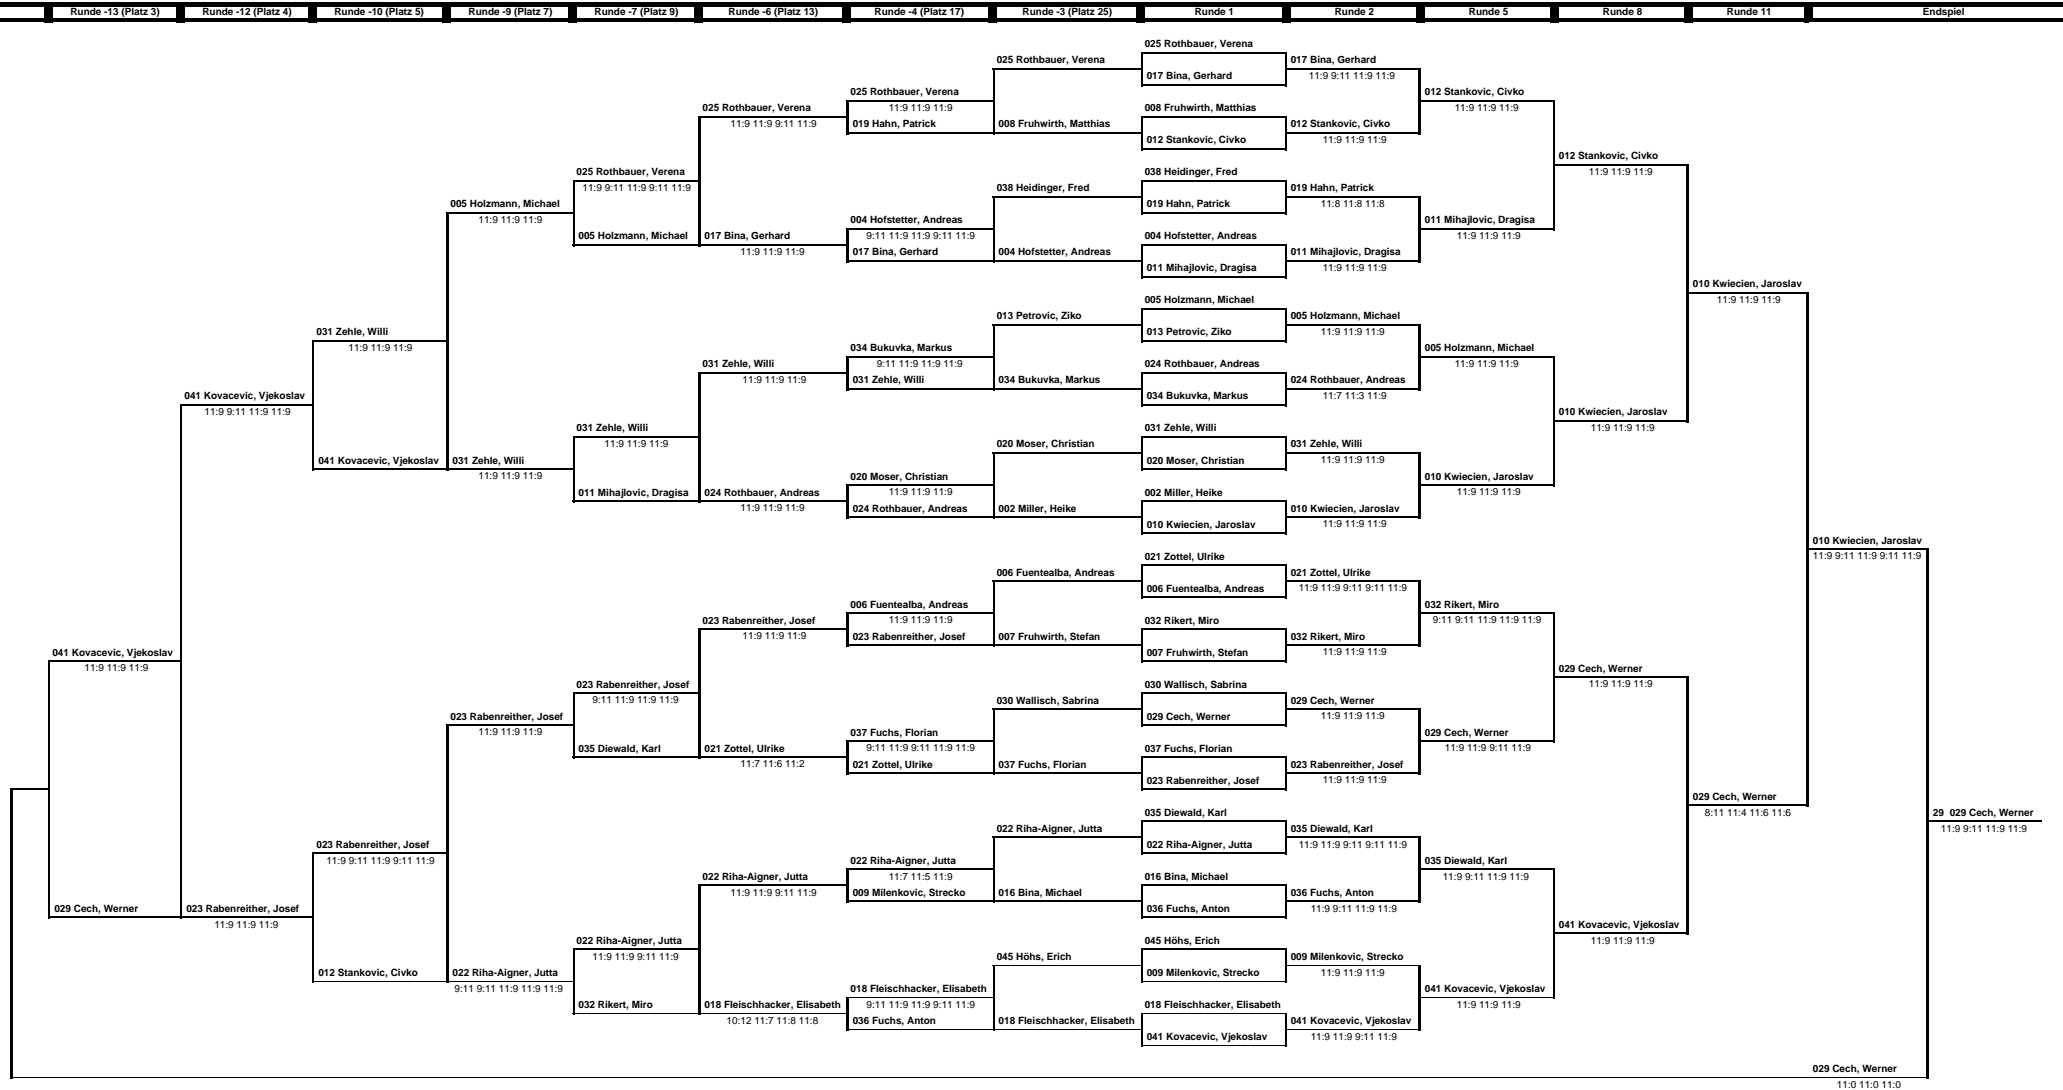 Runde -13 (Platz 3) Runde -12 (Platz 4) Runde -10 (Platz 5) Runde -9 (Platz 7) Runde -7 (Platz 9) Runde -6 (Platz 13) Runde -4 (Platz 17) Runde -3 (Platz 25) Runde 1 Runde 2 Runde 5 Runde 8 Runde 11 Endspiel
041 Kovacevic, Vjekoslav
11:9 11:9 11:9
029 Cech, Werner
041 Kovacevic, Vjekoslav
11:9 9:11 11:9 11:9
023 Rabenreither, Josef
11:9 11:9 11:9
031 Zehle, Willi
11:9 11:9 11:9
041 Kovacevic, Vjekoslav
023 Rabenreither, Josef
11:9 9:11 11:9 9:11 11:9
012 Stankovic, Civko
005 Holzmann, Michael
11:9 11:9 11:9
031 Zehle, Willi
11:9 11:9 11:9
023 Rabenreither, Josef
11:9 11:9 11:9
022 Riha-Aigner, Jutta
9:11 9:11 11:9 11:9 11:9
025 Rothbauer, Verena
11:9 9:11 11:9 9:11 11:9
005 Holzmann, Michael
031 Zehle, Willi
11:9 11:9 11:9
011 Mihajlovic, Dragisa
023 Rabenreither, Josef
9:11 11:9 11:9 11:9
035 Diewald, Karl
022 Riha-Aigner, Jutta
11:9 11:9 9:11 11:9
032 Rikert, Miro
025 Rothbauer, Verena
11:9 11:9 9:11 11:9
017 Bina, Gerhard
11:9 11:9 11:9
031 Zehle, Willi
11:9 11:9 11:9
024 Rothbauer, Andreas
11:9 11:9 11:9
023 Rabenreither, Josef
11:9 11:9 11:9
021 Zottel, Ulrike
11:7 11:6 11:2
022 Riha-Aigner, Jutta
11:9 11:9 9:11 11:9
018 Fleischhacker, Elisabeth
10:12 11:7 11:8 11:8
025 Rothbauer, Verena
11:9 11:9 11:9
019 Hahn, Patrick
004 Hofstetter, Andreas
9:11 11:9 11:9 9:11 11:9
017 Bina, Gerhard
034 Bukuvka, Markus
9:11 11:9 11:9 11:9
031 Zehle, Willi
020 Moser, Christian
11:9 11:9 11:9
024 Rothbauer, Andreas
006 Fuentealba, Andreas
11:9 11:9 11:9
023 Rabenreither, Josef
037 Fuchs, Florian
9:11 11:9 9:11 11:9 11:9
021 Zottel, Ulrike
022 Riha-Aigner, Jutta
11:7 11:5 11:9
009 Milenkovic, Strecko
018 Fleischhacker, Elisabeth
9:11 11:9 11:9 9:11 11:9
036 Fuchs, Anton
025 Rothbauer, Verena
008 Fruhwirth, Matthias
038 Heidinger, Fred
004 Hofstetter, Andreas
013 Petrovic, Ziko
034 Bukuvka, Markus
020 Moser, Christian
002 Miller, Heike
006 Fuentealba, Andreas
007 Fruhwirth, Stefan
030 Wallisch, Sabrina
037 Fuchs, Florian
022 Riha-Aigner, Jutta
016 Bina, Michael
045 Höhs, Erich
018 Fleischhacker, Elisabeth
025 Rothbauer, Verena
017 Bina, Gerhard
008 Fruhwirth, Matthias
012 Stankovic, Civko
038 Heidinger, Fred
019 Hahn, Patrick
004 Hofstetter, Andreas
011 Mihajlovic, Dragisa
005 Holzmann, Michael
013 Petrovic, Ziko
024 Rothbauer, Andreas
034 Bukuvka, Markus
031 Zehle, Willi
020 Moser, Christian
002 Miller, Heike
010 Kwiecien, Jaroslav
021 Zottel, Ulrike
006 Fuentealba, Andreas
032 Rikert, Miro
007 Fruhwirth, Stefan
030 Wallisch, Sabrina
029 Cech, Werner
037 Fuchs, Florian
023 Rabenreither, Josef
035 Diewald, Karl
022 Riha-Aigner, Jutta
016 Bina, Michael
036 Fuchs, Anton
045 Höhs, Erich
009 Milenkovic, Strecko
018 Fleischhacker, Elisabeth
041 Kovacevic, Vjekoslav
017 Bina, Gerhard
11:9 9:11 11:9 11:9
012 Stankovic, Civko
11:9 11:9 11:9
019 Hahn, Patrick
11:8 11:8 11:8
011 Mihajlovic, Dragisa
11:9 11:9 11:9
005 Holzmann, Michael
11:9 11:9 11:9
024 Rothbauer, Andreas
11:7 11:3 11:9
031 Zehle, Willi
11:9 11:9 11:9
010 Kwiecien, Jaroslav
11:9 11:9 11:9
021 Zottel, Ulrike
11:9 11:9 9:11 9:11 11:9
032 Rikert, Miro
11:9 11:9 11:9
029 Cech, Werner
11:9 11:9 11:9
023 Rabenreither, Josef
11:9 11:9 11:9
035 Diewald, Karl
11:9 11:9 9:11 9:11 11:9
036 Fuchs, Anton
11:9 9:11 11:9 11:9
009 Milenkovic, Strecko
11:9 11:9 11:9
041 Kovacevic, Vjekoslav
11:9 11:9 9:11 11:9
012 Stankovic, Civko
11:9 11:9 11:9
011 Mihajlovic, Dragisa
11:9 11:9 11:9
005 Holzmann, Michael
11:9 11:9 11:9
010 Kwiecien, Jaroslav
11:9 11:9 11:9
032 Rikert, Miro
9:11 9:11 11:9 11:9 11:9
029 Cech, Werner
11:9 11:9 9:11 11:9
035 Diewald, Karl
11:9 9:11 11:9 11:9
041 Kovacevic, Vjekoslav
11:9 11:9 11:9
012 Stankovic, Civko
11:9 11:9 11:9
010 Kwiecien, Jaroslav
11:9 11:9 11:9
029 Cech, Werner
11:9 11:9 11:9
041 Kovacevic, Vjekoslav
11:9 11:9 11:9
010 Kwiecien, Jaroslav
11:9 11:9 11:9
029 Cech, Werner
8:11 11:4 11:6 11:6
010 Kwiecien, Jaroslav
11:9 9:11 11:9 9:11 11:9
029 Cech, Werner
11:0 11:0 11:0
29 029 Cech, Werner
11:9 9:11 11:9 11:9